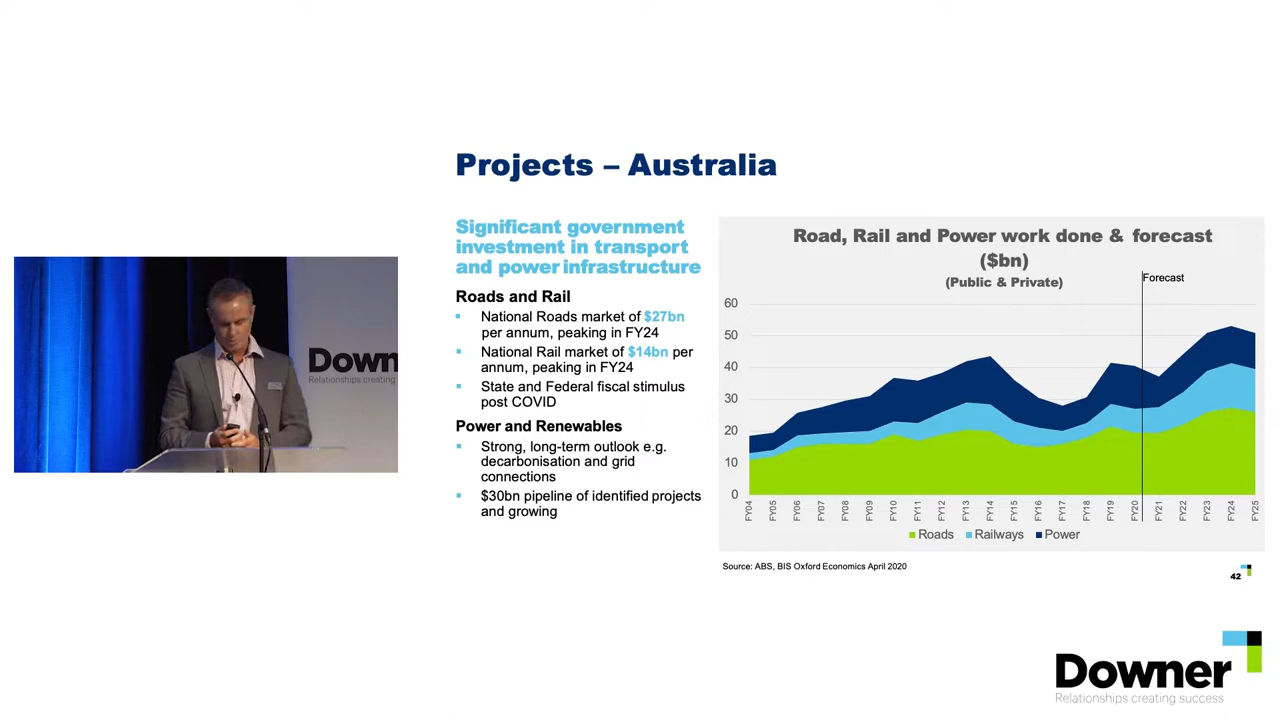 Projects – Australia
Significant government
investment in transport
and power infrastructure
Roads and Rail
National Roads market of $27bn
per annum, peaking in FY24
National Rail market of $14bn per
annum, peaking in FY24
State and Federal fiscal stimulus
post COVID
Power and Renewables
Strong, long-term outlook e.g.
decarbonisation and grid
connections
$30bn pipeline of identified projects
and growing
Road, Rail and Power work done & forecast
($bn)
(Public & Private)
Forecast
60
50
40
30
20
10
0
FY04
FY05
FY06
FY07
FY08
FY09
FY10
FY11
FY12
FY13
FY14
FY15
FY16
FY17
FY18
FY19
FY20
FY21
FY22
FY23
FY24
FY25
Roads
Railways
Power
Source: ABS, BIS Oxford Economics April 2020
42
Down
Relationships creating
Downer
Relationships creating success